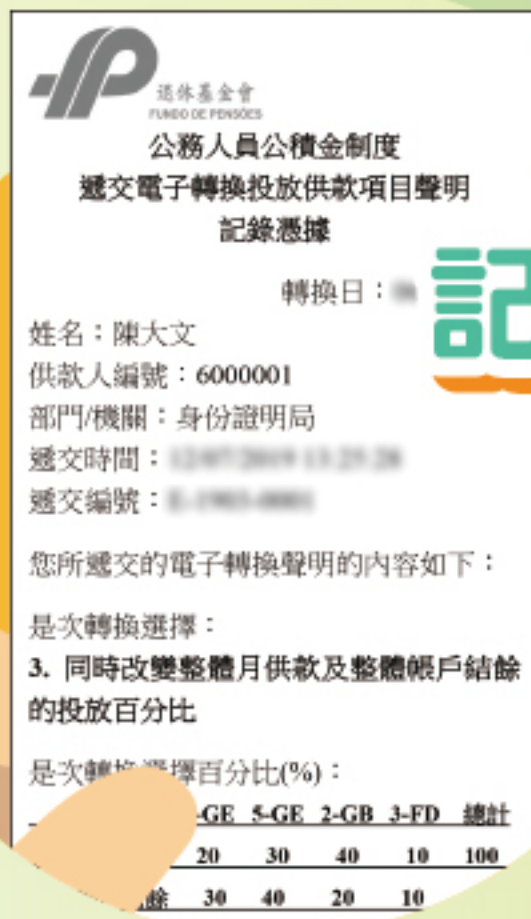 退休基金會
FUNDO DE PENSÕES
公務人員公積金制度
遞交電子轉換投放供款項目聲明
記錄憑據
轉換日：
記
姓名：陳大文
供款人編號：6000001
部門/機關：身份證明局
遞交時間：
遞交編號：
您所遞交的電子轉換聲明的內容如下：
是次轉換選擇：
3. 同時改變整體月供款及整體帳戶結餘
的投放百分比
是次轉換選擇百分比(%)：
-GE 5-GE 2-GB 3-FD 總計
20 30 40 10 100
餘 30 40 20 10